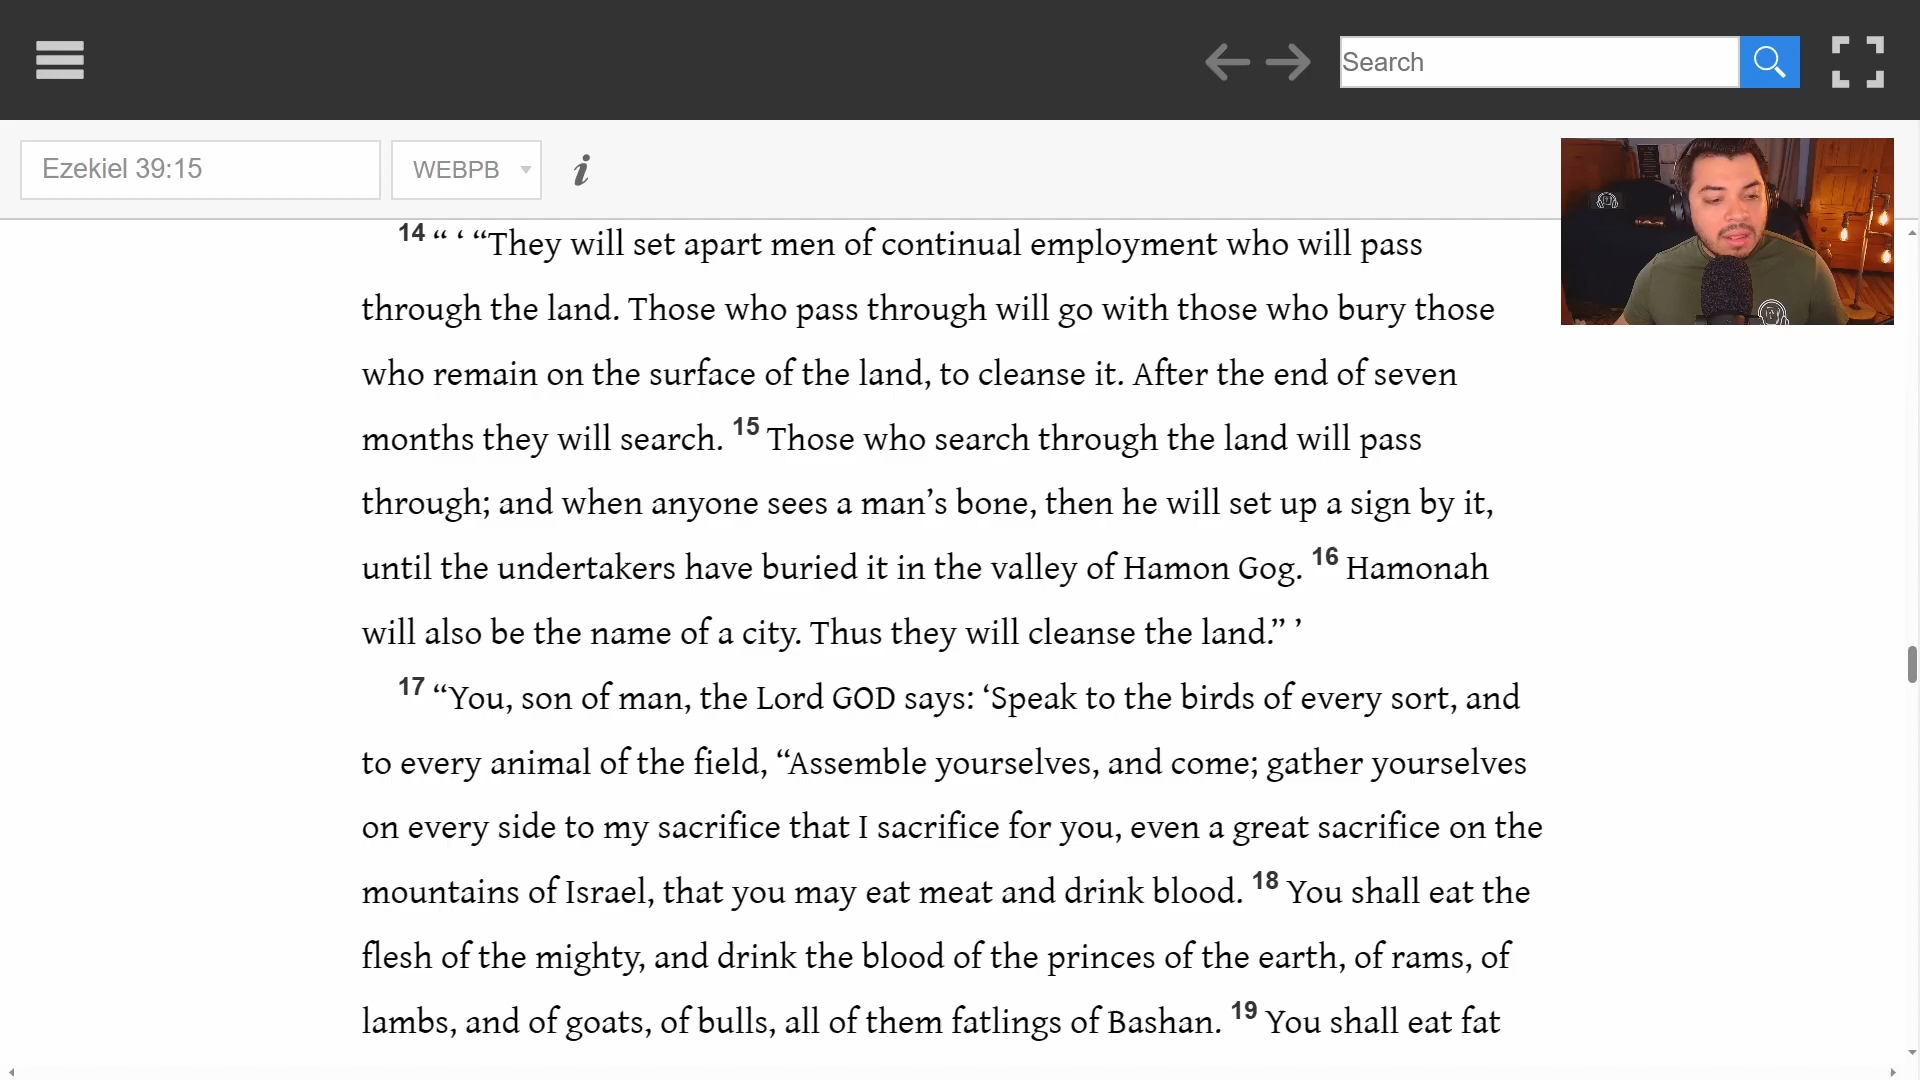 Search
Ezekiel 39:15
WEBPB
i
14 “ ‘ “They will set apart men of continual employment who will pass
through the land. Those who pass through will go with those who bury those
who remain on the surface of the land, to cleanse it. After the end of seven
months they will search. 15 Those who search through the land will pass
through; and when anyone sees a man’s bone, then he will set up a sign by it,
until the undertakers have buried it in the valley of Hamon Gog. 16 Hamonah
will also be the name of a city. Thus they will cleanse the land.” ’
17 “You, son of man, the Lord GOD says: ‘Speak to the birds of every sort, and
to every animal of the field, “Assemble yourselves, and come; gather yourselves
on every side to my sacrifice that I sacrifice for you, even a great sacrifice on the
mountains of Israel, that you may eat meat and drink blood. 18 You shall eat the
flesh of the mighty, and drink the blood of the princes of the earth, of rams, of
lambs, and of goats, of bulls, all of them fatlings of Bashan. 19 You shall eat fat